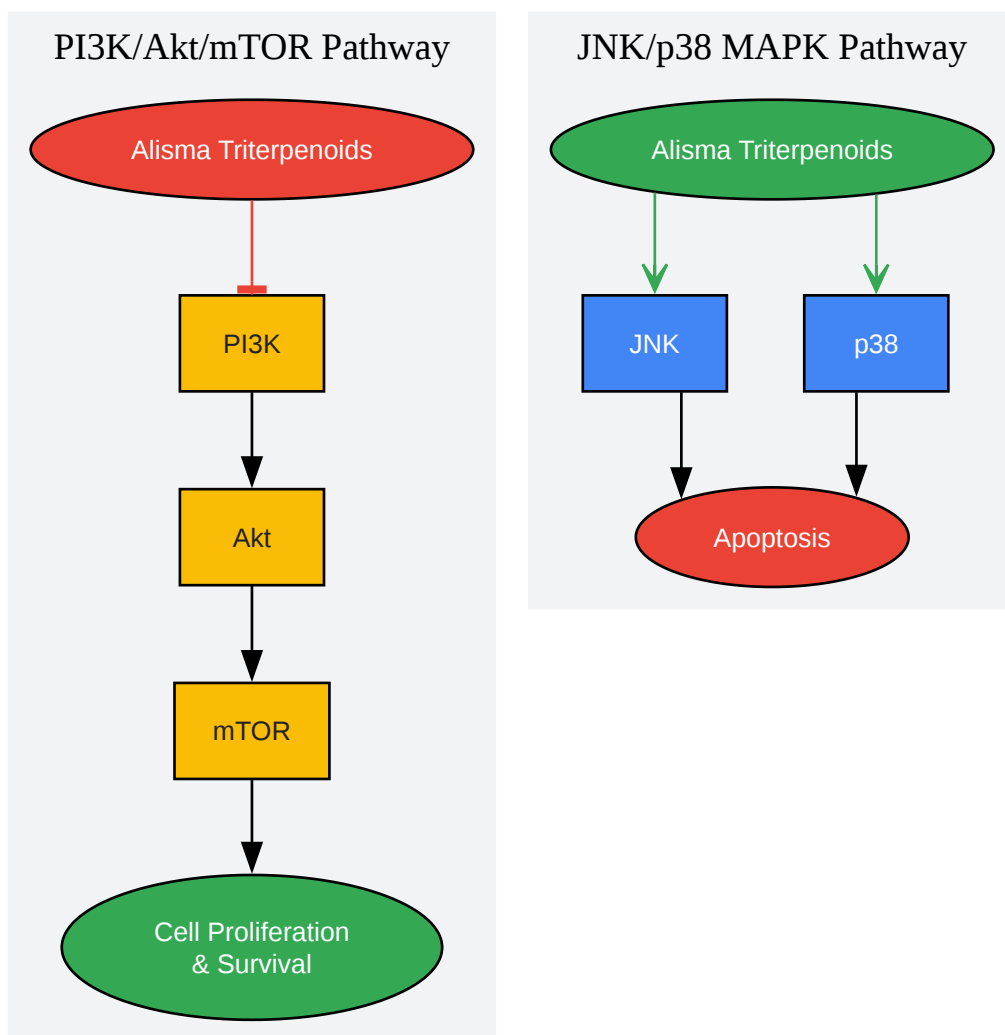 PI3K/Akt/mTOR Pathway
Alisma Triterpenoids
PI3K
Akt
mTOR
Cell Proliferation
& Survival
JNK/p38 MAPK Pathway
Alisma Triterpenoids
JNK
p38
Apoptosis